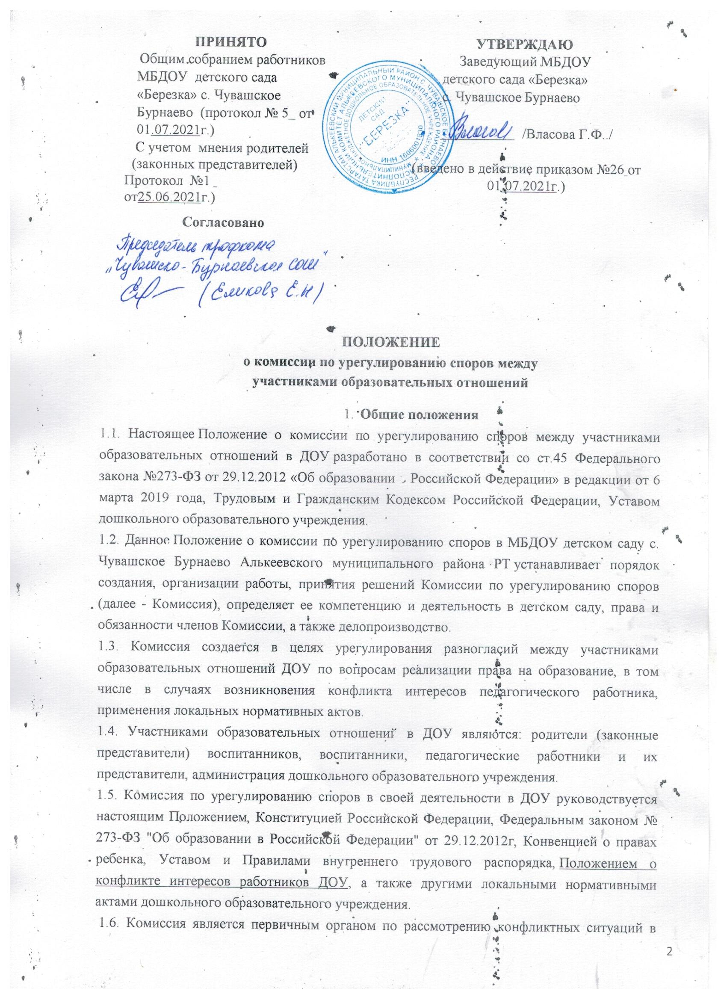 ПРИНЯТО
Общим собранием работников
МБДОУ детского сада
«Березка» с. Чувашское
Бурнаево (протокол № 5_ от
01.07.2021г.)
С учетом мнения родителей
(законных представителей)
Протокол №1 _
от25.06.2021г.)
УТВЕРЖДАЮ
Заведующий МБДОУ
детского сада «Березка»
с. Чувашское Бурнаево
/Власова Г.Ф../
(введено в действие приказом №26 от
01.07.2021г.)
ДЕТСКИЙ
САД
"БЕРЕЗКА"
ИНН 1606001830
Согласовано
Председатель профкома
„Чувашско-Бурнаевская сош"
(Еликова Е.Н)
ПОЛОЖЕНИЕ
о комиссии по урегулированию споров между
участниками образовательных отношений
1. Общие положения
1.1. Настоящее Положение о комиссии по урегулированию споров между участниками
образовательных отношений в ДОУ разработано в соответствии со ст.45 Федерального
закона №273-ФЗ от 29.12.2012 «Об образовании Российской Федерации» в редакции от 6
марта 2019 года, Трудовым и Гражданским Кодексом Российской Федерации, Уставом
дошкольного образовательного учреждения.
1.2. Данное Положение о комиссии по урегулированию споров в МБДОУ детском саду с.
Чувашское Бурнаево Алькеевского муниципального района РТ устанавливает порядок
создания, организации работы, принятия решений Комиссии по урегулированию споров
(далее - Комиссия), определяет ее компетенцию и деятельность в детском саду, права и
обязанности членов Комиссии, а также делопроизводство.
1.3. Комиссия создается в целях урегулирования разногласий между участниками
образовательных отношений ДОУ по вопросам реализации права на образование, в том
числе в случаях возникновения конфликта интересов педагогического работника,
применения локальных нормативных актов.
1.4. Участниками образовательных отношений в ДОУ являются: родители (законные
представители) воспитанников, воспитанники, педагогические работники и их
представители, администрация дошкольного образовательного учреждения.
1.5. Комиссия по урегулированию споров в своей деятельности в ДОУ руководствуется
настоящим Положением, Конституцией Российской Федерации, Федеральным законом №
273-ФЗ "Об образовании в Российской Федерации" от 29.12.2012г, Конвенцией о правах
ребенка, Уставом и Правилами внутреннего трудового распорядка, Положением о
конфликте интересов работников ДОУ, а также другими локальными нормативными
актами дошкольного образовательного учреждения.
1.6. Комиссия является первичным органом по рассмотрению конфликтных ситуаций в
2